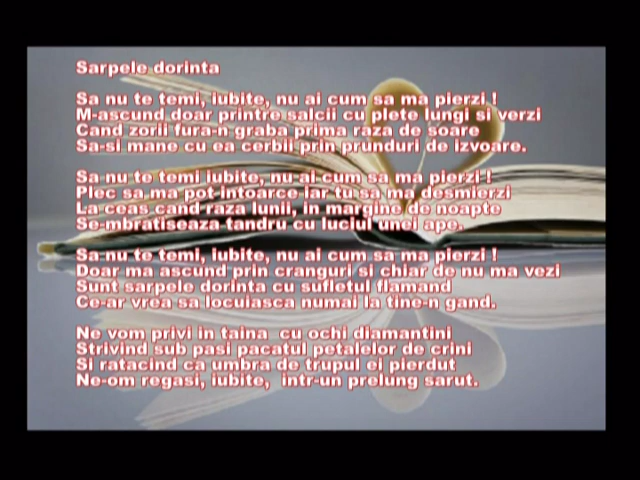 Sarpele dorinta
Sa nu te temi, iubite, nu ai cum sa ma pierzi !
M-ascund doar printre salcii cu plete lungi si verzi
Cand zorii fura-n graba prima raza de soare
Sa-si mane cu ea cerbii prin prunduri de izvoare.
Sa nu te temi iubite, nu ai cum sa ma pierzi !
Plec sa ma pot intoarce iar tu sa ma desmierzi
La ceas cand raza lunii, in margine de noapte
Se-mbratiseaza tandru cu luciul unei ape.
Sa nu te temi, iubite, nu ai cum sa ma pierzi !
Doar ma ascund prin cranguri si chiar de nu ma vezi
Sunt sarpele dorinta cu sufletul flamand
Ce-ar vrea sa locuiasca numai la tine-n gand.
Ne vom privi in taina cu ochi diamantini
Strivind sub pasi pacatul petalelor de crini
Si ratacind ca umbra de trupul ei pierdut
Ne-om regasi, iubite, intr-un prelung sarut.